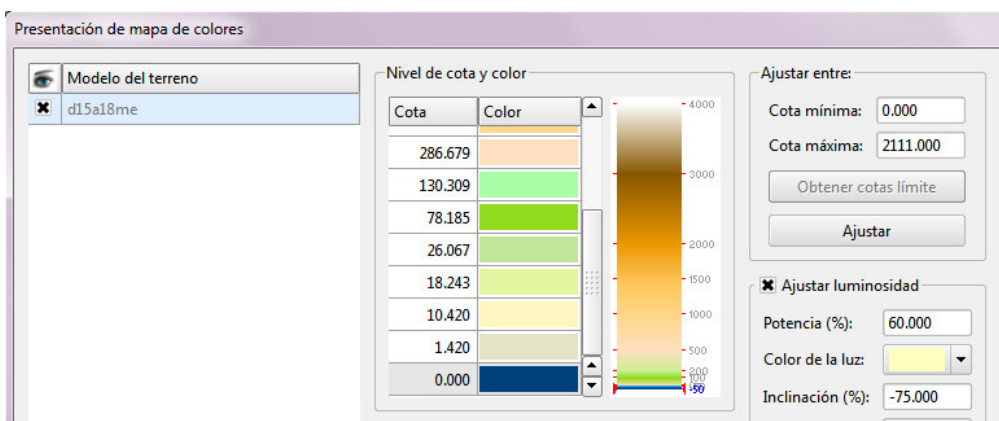 Presentación de mapa de colores
Modelo del terreno
d15a18me
Nivel de cota y color
Cota Color
286.679
130.309
78.185
26.067
18.243
10.420
1.420
0.000
4000
3000
2000
1500
1000
500
200
100
-50
Ajustar entre:
Cota mínima: 0.000
Cota máxima: 2111.000
Obtener cotas límite
Ajustar
Ajustar luminosidad
Potencia (%): 60.000
Color de la luz:
Inclinación (%): -75.000